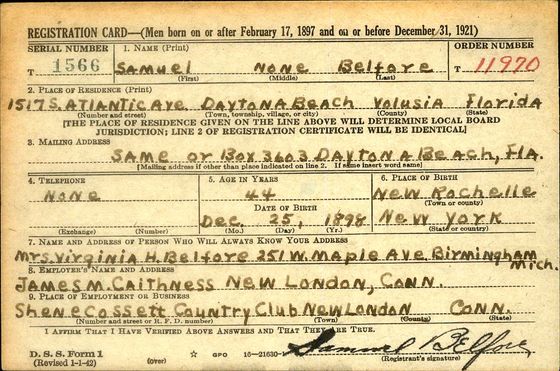 REGISTRATION CARD—(Men born on or after February 17, 1897 and on or before December 31, 1921)
SERIAL NUMBER
1. NAME (Print)
ORDER NUMBER
T 1566
Samuel None Belfore
T 11970
(First) (Middle) (Last)
2. PLACE OF RESIDENCE (Print)
1517 S. Atlantic Ave Daytona Beach Volusia Florida
(Number and street) (Town, township, village, or city) (County) (State)
[THE PLACE OF RESIDENCE GIVEN ON THE LINE ABOVE WILL DETERMINE LOCAL BOARD
JURISDICTION; LINE 2 OF REGISTRATION CERTIFICATE WILL BE IDENTICAL]
3. MAILING ADDRESS
Same or Box 3603 Daytona Beach, Fla.
[Mailing address if other than place indicated on line 2. If same insert word same]
4. TELEPHONE
5. AGE IN YEARS
6. PLACE OF BIRTH
None
44
New Rochelle
DATE OF BIRTH
(Town or county)
Dec. 25, 1898
New York
(Exchange) (Number)
(Mo.) (Day) (Yr.)
(State or country)
7. NAME AND ADDRESS OF PERSON WHO WILL ALWAYS KNOW YOUR ADDRESS
Mrs. Virginia H. Belfore 251 W. Maple Ave Birmingham Mich.
8. EMPLOYER'S NAME AND ADDRESS
James M. Caithness New London, Conn.
9. PLACE OF EMPLOYMENT OR BUSINESS
Shenecossett Country Club New London Conn.
(Number and street or R. F. D. number) (Town) (County) (State)
I AFFIRM THAT I HAVE VERIFIED ABOVE ANSWERS AND THAT THEY ARE TRUE.
D. S. S. Form 1
(Revised 1-1-42) (over) ☆ GPO 16—21630-1
Samuel Belfore
(Registrant's signature)